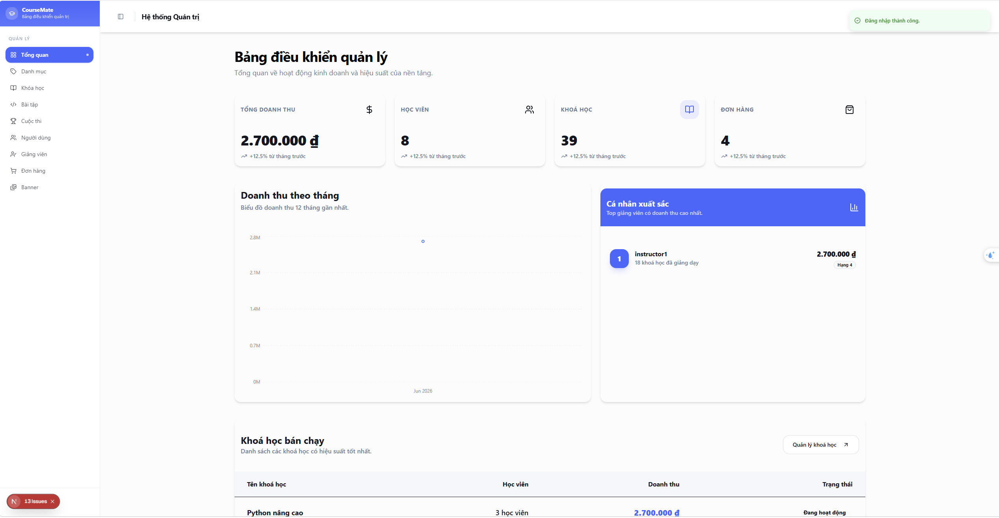 CourseMate
Bảng điều khiển quản trị
QUẢN LÝ
Tổng quan
Danh mục
Khóa học
Bài tập
Cuộc thi
Người dùng
Giảng viên
Đơn hàng
Banner
13 Issues
Hệ thống Quản trị
Đăng nhập thành công.
Bảng điều khiển quản lý
Tổng quan về hoạt động kinh doanh và hiệu suất của nền tảng.
TỔNG DOANH THU
2.700.000 ₫
+12.5% từ tháng trước
HỌC VIÊN
8
+12.5% từ tháng trước
KHOÁ HỌC
39
+12.5% từ tháng trước
ĐƠN HÀNG
4
+12.5% từ tháng trước
Doanh thu theo tháng
Biểu đồ doanh thu 12 tháng gần nhất.
2.8M
2.1M
1.4M
0.7M
0M
Jun 2026
Cá nhân xuất sắc
Top giảng viên có doanh thu cao nhất.
1
instructor1
18 khoá học đã giảng dạy
2.700.000 ₫
Hạng 4
Khoá học bán chạy
Danh sách các khoá học có hiệu suất tốt nhất.
Quản lý khoá học
Tên khoá học Học viên Doanh thu Trạng thái
Python nâng cao 3 học viên 2.700.000 ₫ Đang hoạt động